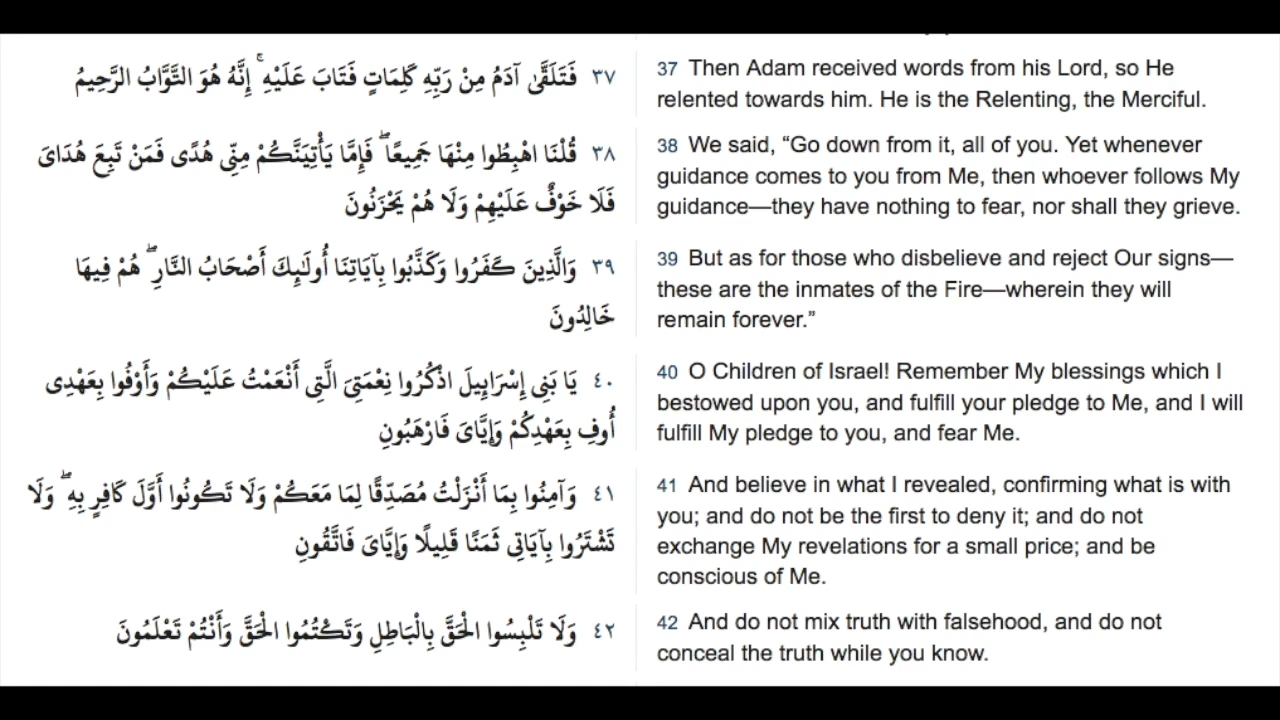 ٣٧ فَتَلَقَّىٰ آدَمُ مِنْ رَبِّهِ كَلِمَاتٍ فَتَابَ عَلَيْهِ ۚ إِنَّهُ هُوَ التَّوَّابُ الرَّحِيمُ
37 Then Adam received words from his Lord, so He
relented towards him. He is the Relenting, the Merciful.
٣٨ قُلْنَا اهْبِطُوا مِنْهَا جَمِيعًا ۖ فَإِمَّا يَأْتِيَنَّكُمْ مِنِّي هُدًى فَمَنْ تَبِعَ هُدَايَ
فَلَا خَوْفٌ عَلَيْهِمْ وَلَا هُمْ يَحْزَنُونَ
38 We said, “Go down from it, all of you. Yet whenever
guidance comes to you from Me, then whoever follows My
guidance—they have nothing to fear, nor shall they grieve.
٣٩ وَالَّذِينَ كَفَرُوا وَكَذَّبُوا بِآيَاتِنَا أُولَٰئِكَ أَصْحَابُ النَّارِ ۖ هُمْ فِيهَا
خَالِدُونَ
39 But as for those who disbelieve and reject Our signs—
these are the inmates of the Fire—wherein they will
remain forever.”
٤٠ يَا بَنِي إِسْرَائِيلَ اذْكُرُوا نِعْمَتِيَ الَّتِي أَنْعَمْتُ عَلَيْكُمْ وَأَوْفُوا بِعَهْدِي
أُوفِ بِعَهْدِكُمْ وَإِيَّايَ فَارْهَبُونِ
40 O Children of Israel! Remember My blessings which I
bestowed upon you, and fulfill your pledge to Me, and I will
fulfill My pledge to you, and fear Me.
٤١ وَآمِنُوا بِمَا أَنْزَلْتُ مُصَدِّقًا لِمَا مَعَكُمْ وَلَا تَكُونُوا أَوَّلَ كَافِرٍ بِهِ ۖ وَلَا
تَشْتَرُوا بِآيَاتِي ثَمَنًا قَلِيلًا وَإِيَّايَ فَاتَّقُونِ
41 And believe in what I revealed, confirming what is with
you; and do not be the first to deny it; and do not
exchange My revelations for a small price; and be
conscious of Me.
٤٢ وَلَا تَلْبِسُوا الْحَقَّ بِالْبَاطِلِ وَتَكْتُمُوا الْحَقَّ وَأَنْتُمْ تَعْلَمُونَ
42 And do not mix truth with falsehood, and do not
conceal the truth while you know.